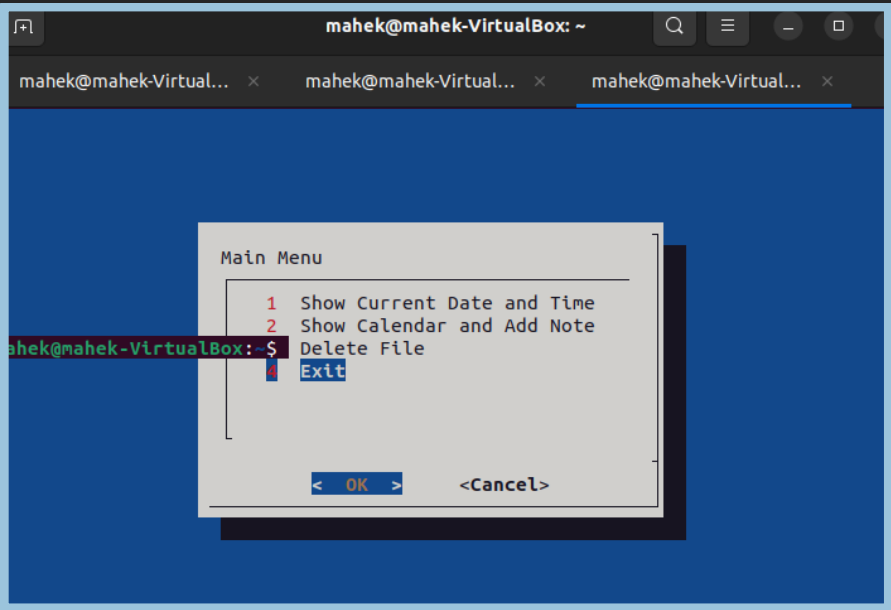 mahek@mahek-VirtualBox: ~
mahek@mahek-Virtual... × mahek@mahek-Virtual... × mahek@mahek-Virtual... ×
Main Menu
1 Show Current Date and Time
2 Show Calendar and Add Note
ahek@mahek-VirtualBox:~$ Delete File
4 Exit
< OK > <Cancel>